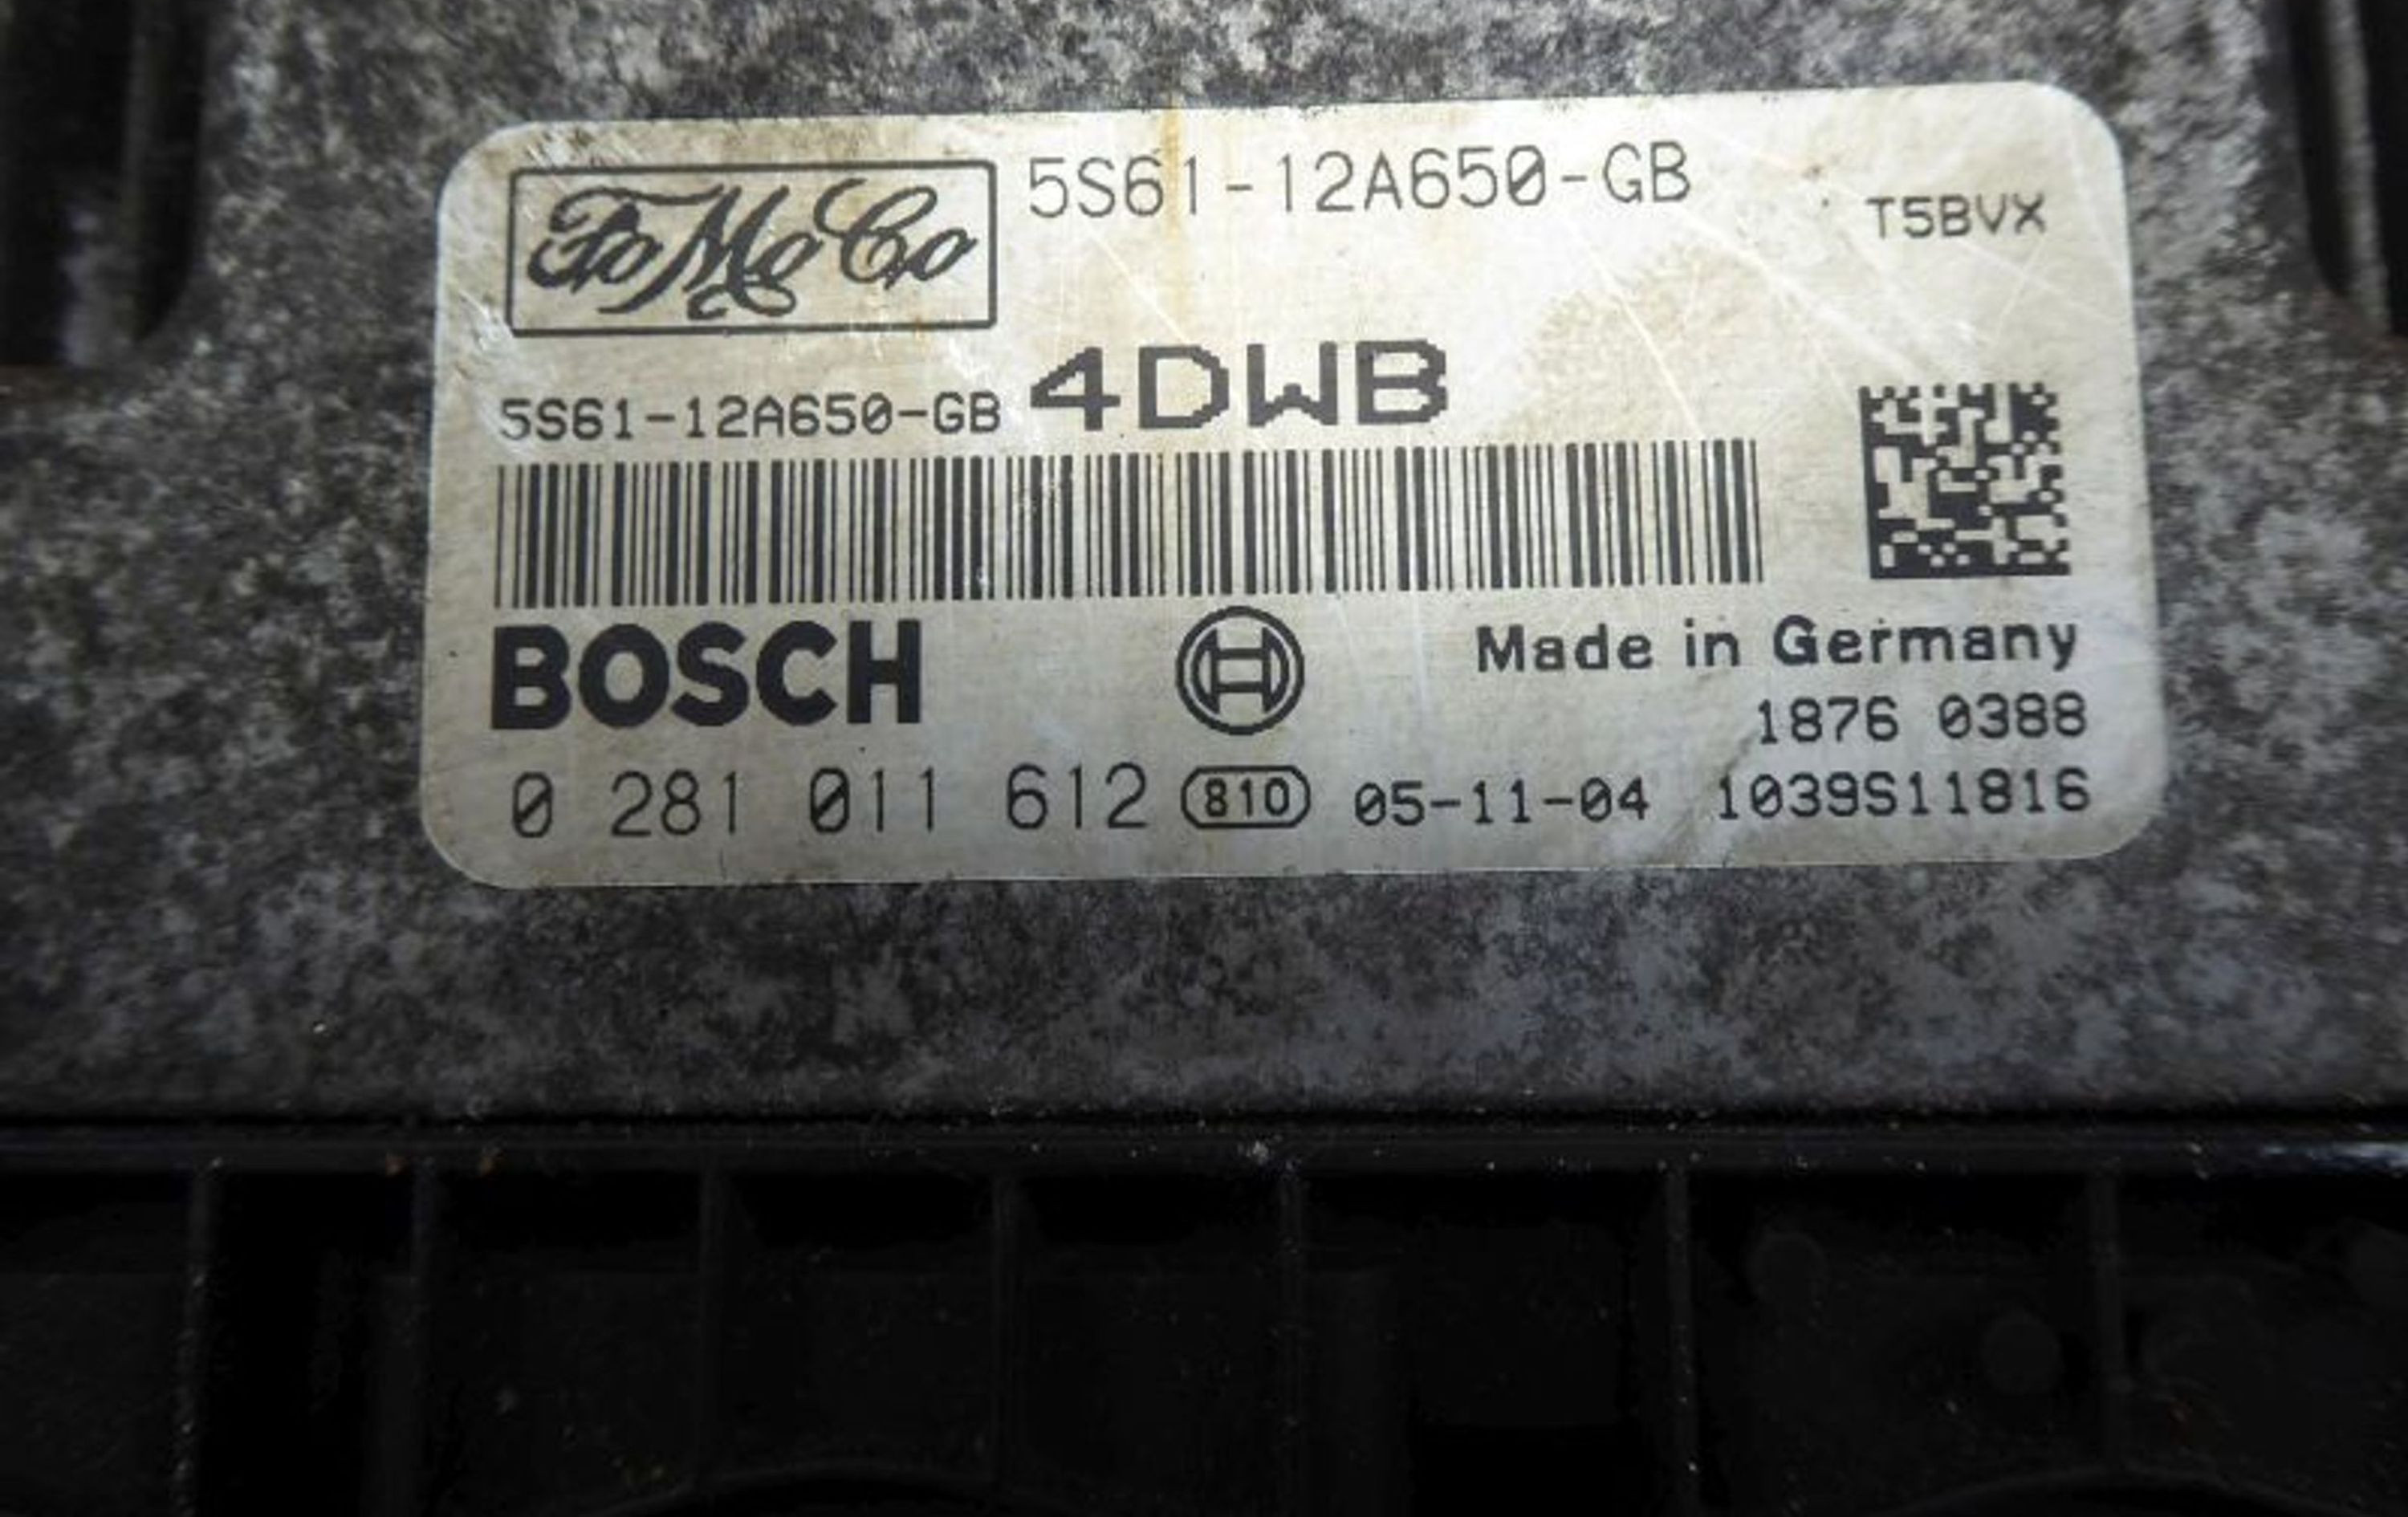 FoMoCo 5S61-12A650-GB T5BVX
5S61-12A650-GB 4DWB
BOSCH Made in Germany
1876 0388
0 281 011 612 810 05-11-04 1039S11816